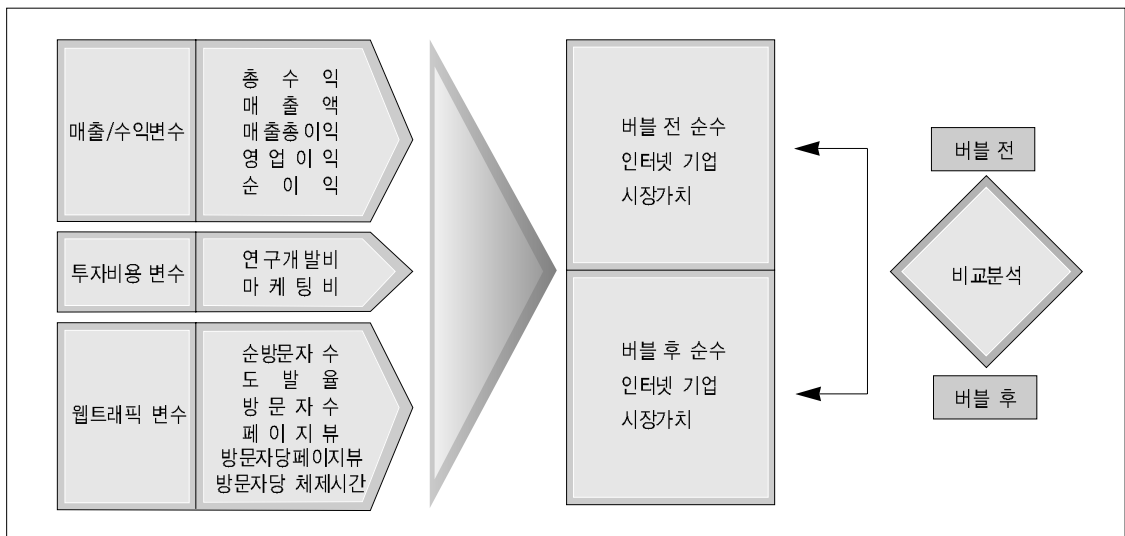 매출/수익변수
총 수 익
매 출 액
매출총이익
영업이익
순 이 익
투자비용 변수
연구개발비
마 케 팅 비
웹트래픽 변수
순방문자 수
도 발 율
방 문 자 수
페 이 지 뷰
방문자당페이지뷰
방문자당 체제시간
버블 전 순수
인터넷 기업
시장가치
버블 후 순수
인터넷 기업
시장가치
버블 전
비교분석
버블 후